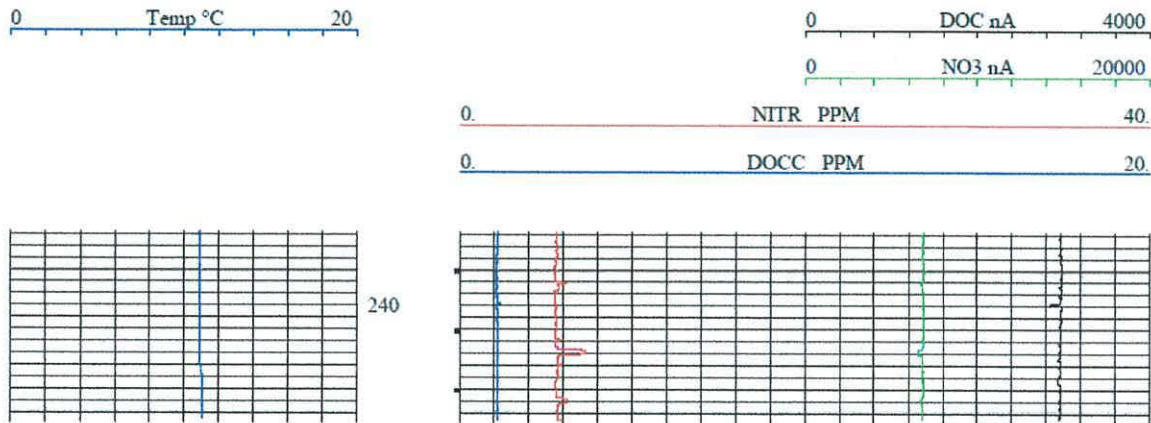 0 Temp °C 20
0 DOC nA 4000
0 NO3 nA 20000
0. NITR PPM 40.
0. DOCC PPM 20.
240